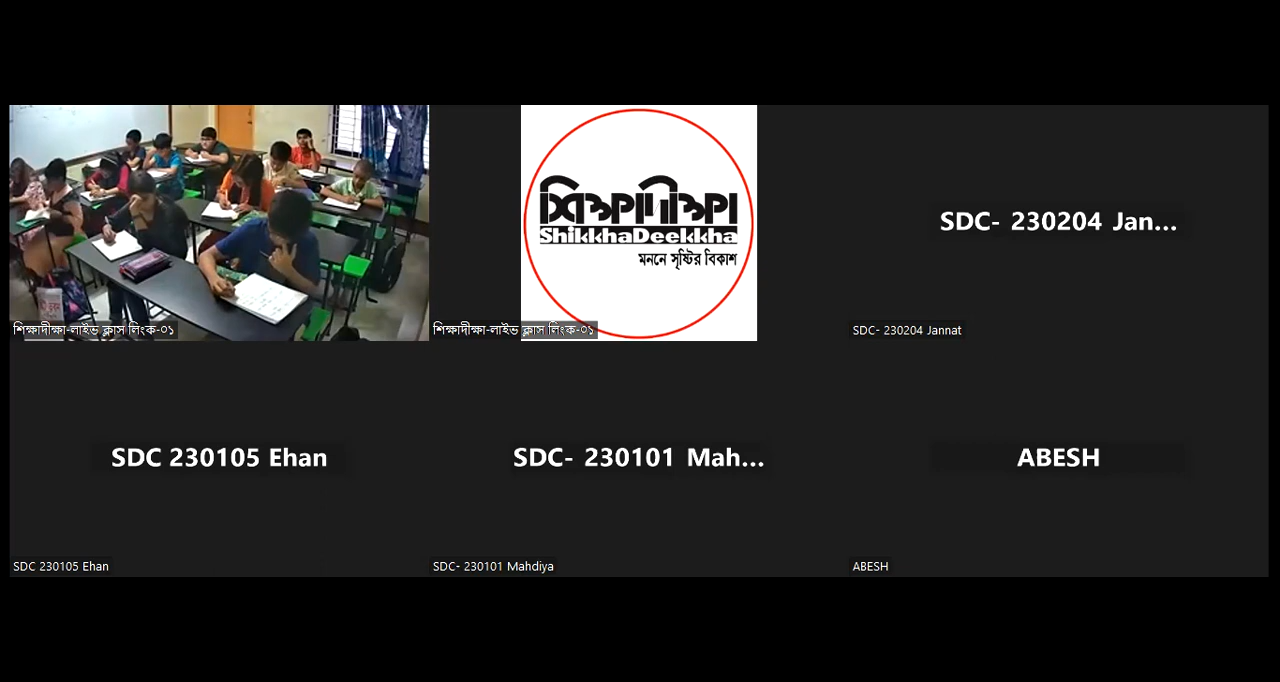 শিক্ষাদীক্ষা
ShikkhaDeekkha
মননে সৃষ্টির বিকাশ
SDC- 230204 Jan...
শিক্ষাদীক্ষা-লাইভ ক্লাস লিংক-০১
শিক্ষাদীক্ষা-লাইভ ক্লাস লিংক-০১
SDC- 230204 Jannat
SDC 230105 Ehan
SDC- 230101 Mah...
ABESH
SDC 230105 Ehan
SDC- 230101 Mahdiya
ABESH